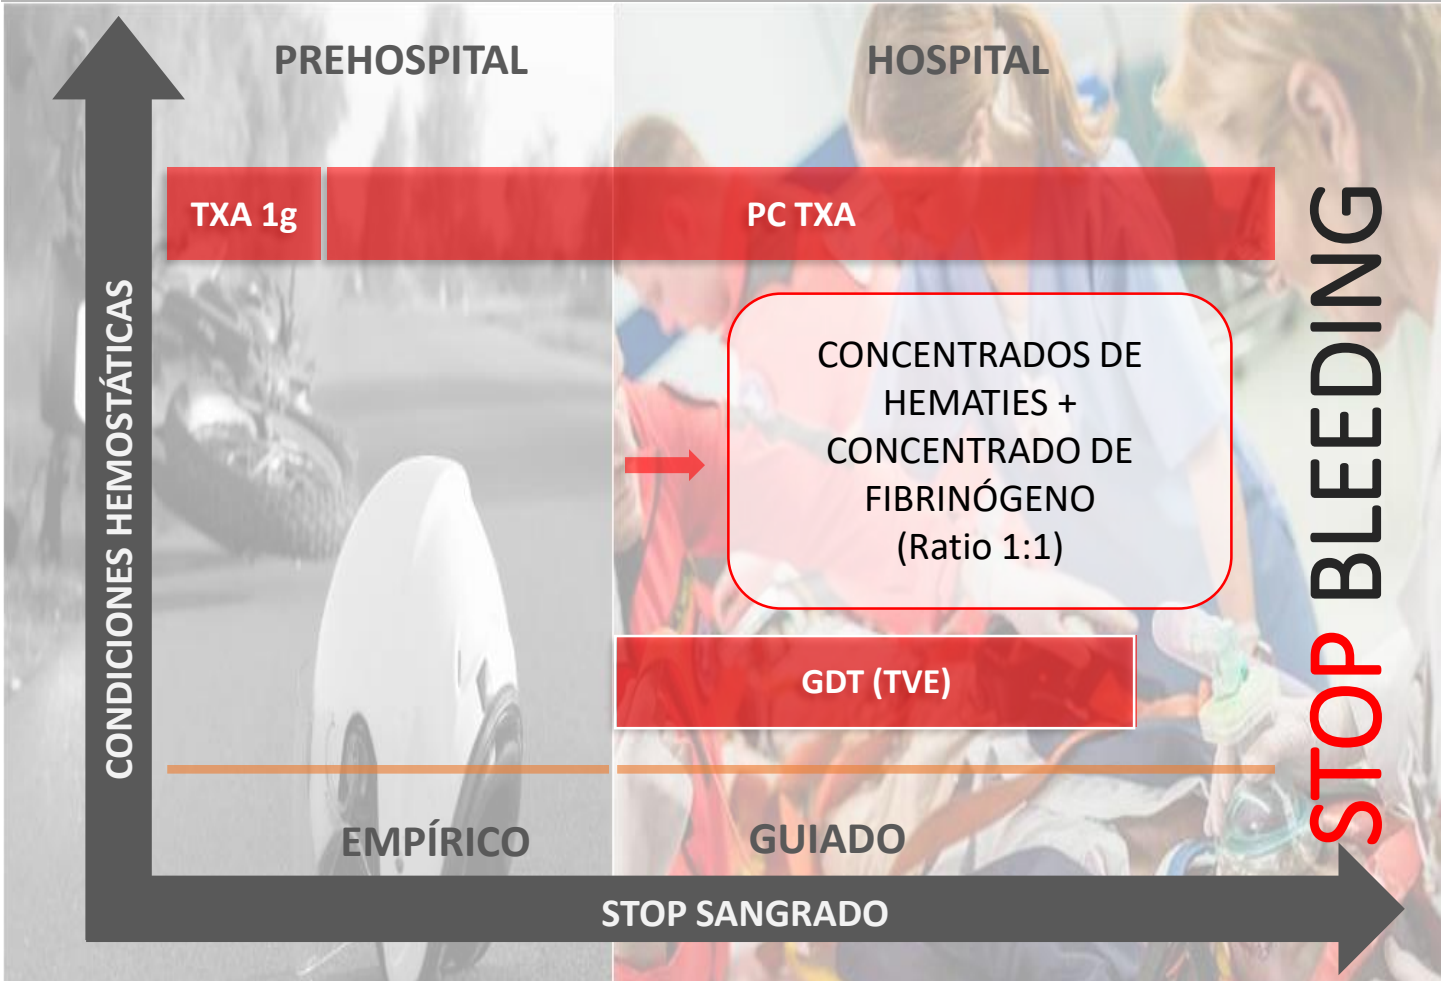 PREHOSPITAL
HOSPITAL
TXA 1g
PC TXA
CONCENTRADOS DE
HEMATIES +
CONCENTRADO DE
FIBRINÓGENO
(Ratio 1:1)
GDT (TVE)
EMPÍRICO
GUIADO
CONDICIONES HEMOSTÁTICAS
STOP SANGRADO
STOP BLEEDING